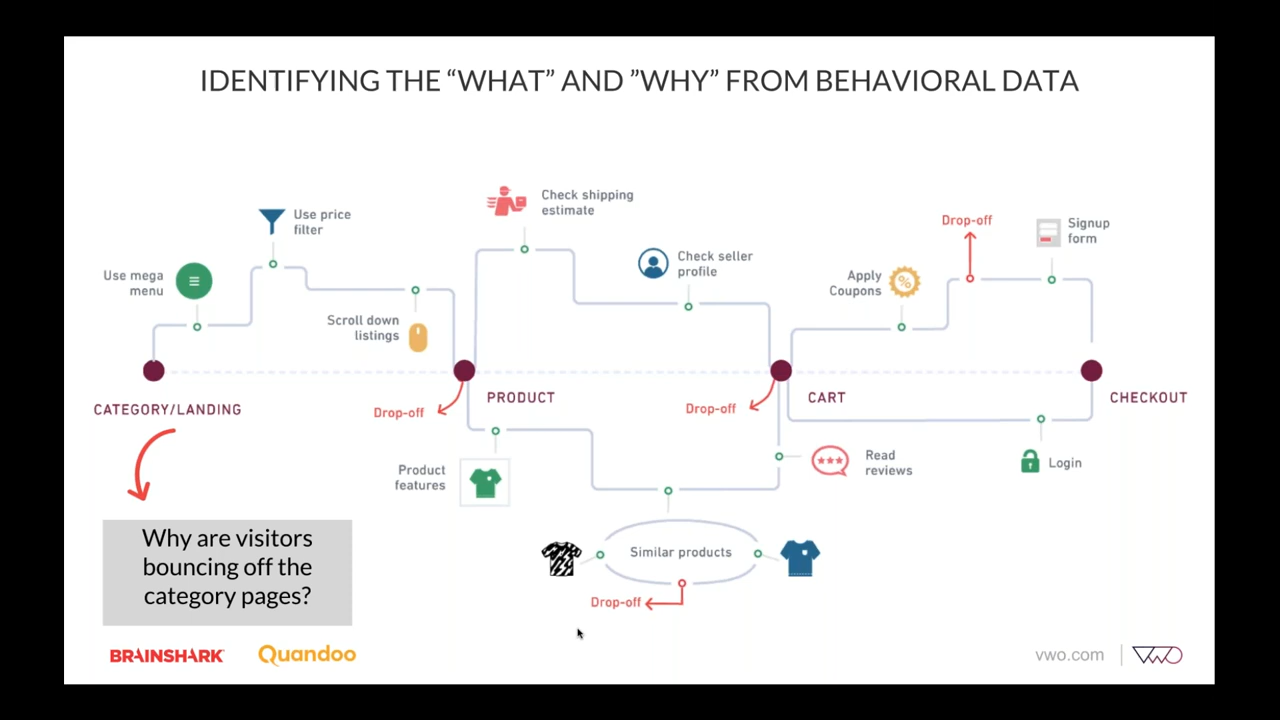 IDENTIFYING THE “WHAT” AND ”WHY” FROM BEHAVIORAL DATA
Check shipping
estimate
Use price
filter
Drop-off
Signup
form
Use mega
menu
Check seller
profile
Apply
Coupons
Scroll down
listings
CATEGORY/LANDING
Drop-off
PRODUCT
Drop-off
CART
CHECKOUT
Product
features
Read
reviews
Login
Why are visitors
bouncing off the
category pages?
Similar products
Drop-off
BRAINSHARK
Quandoo
vwo.com
VWO